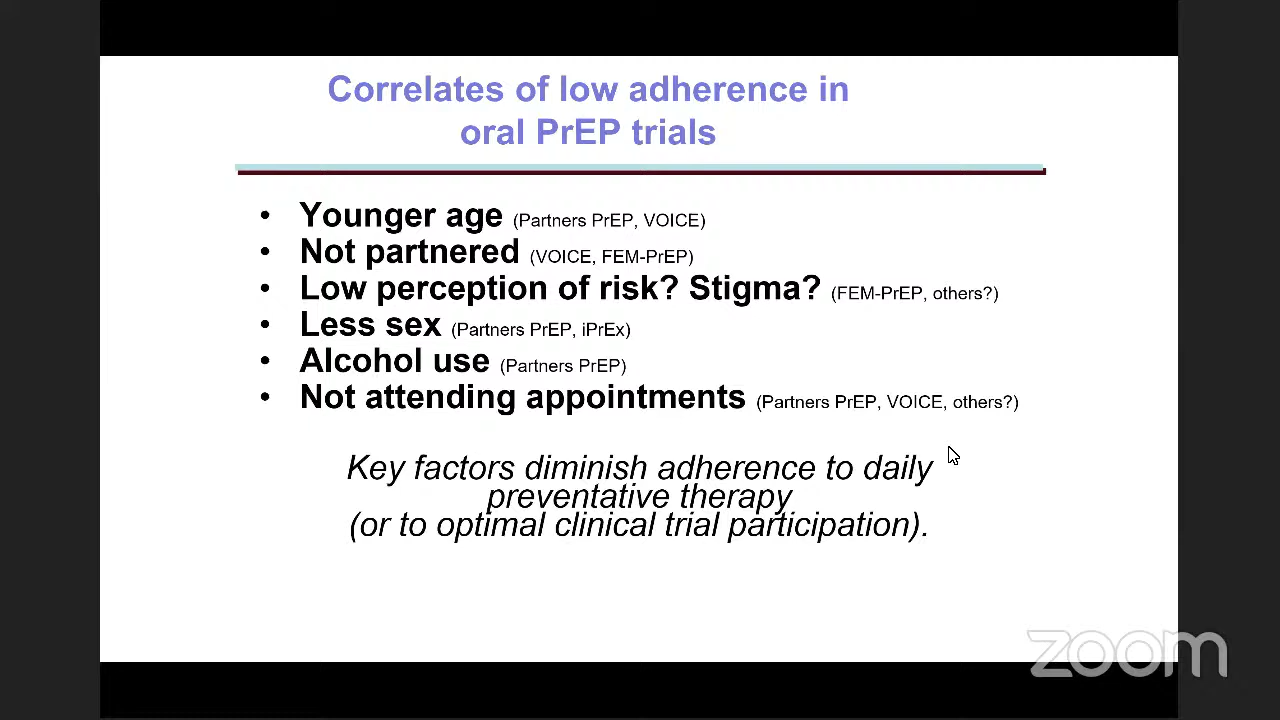 Correlates of low adherence in
oral PrEP trials
• Younger age (Partners PrEP, VOICE)
• Not partnered (VOICE, FEM-PrEP)
• Low perception of risk? Stigma? (FEM-PrEP, others?)
• Less sex (Partners PrEP, iPrEx)
• Alcohol use (Partners PrEP)
• Not attending appointments (Partners PrEP, VOICE, others?)
Key factors diminish adherence to daily
preventative therapy
(or to optimal clinical trial participation).
zoom